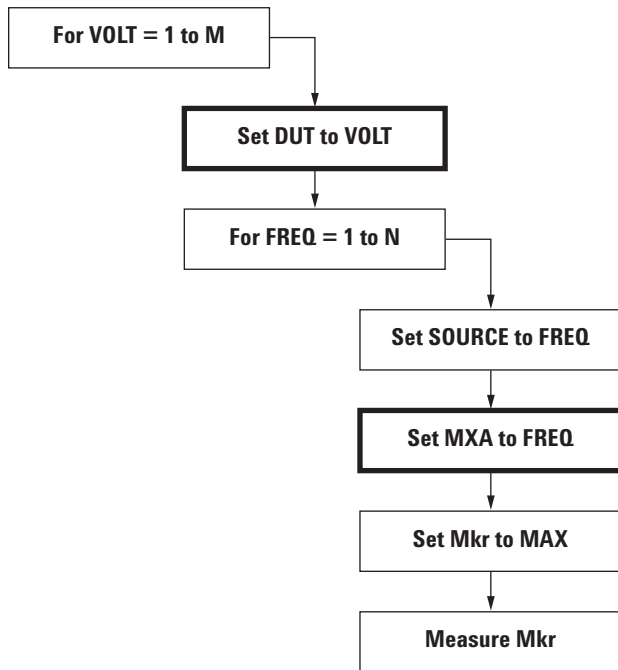 For VOLT = 1 to M
Set DUT to VOLT
For FREQ = 1 to N
Set SOURCE to FREQ
Set MXA to FREQ
Set Mkr to MAX
Measure Mkr